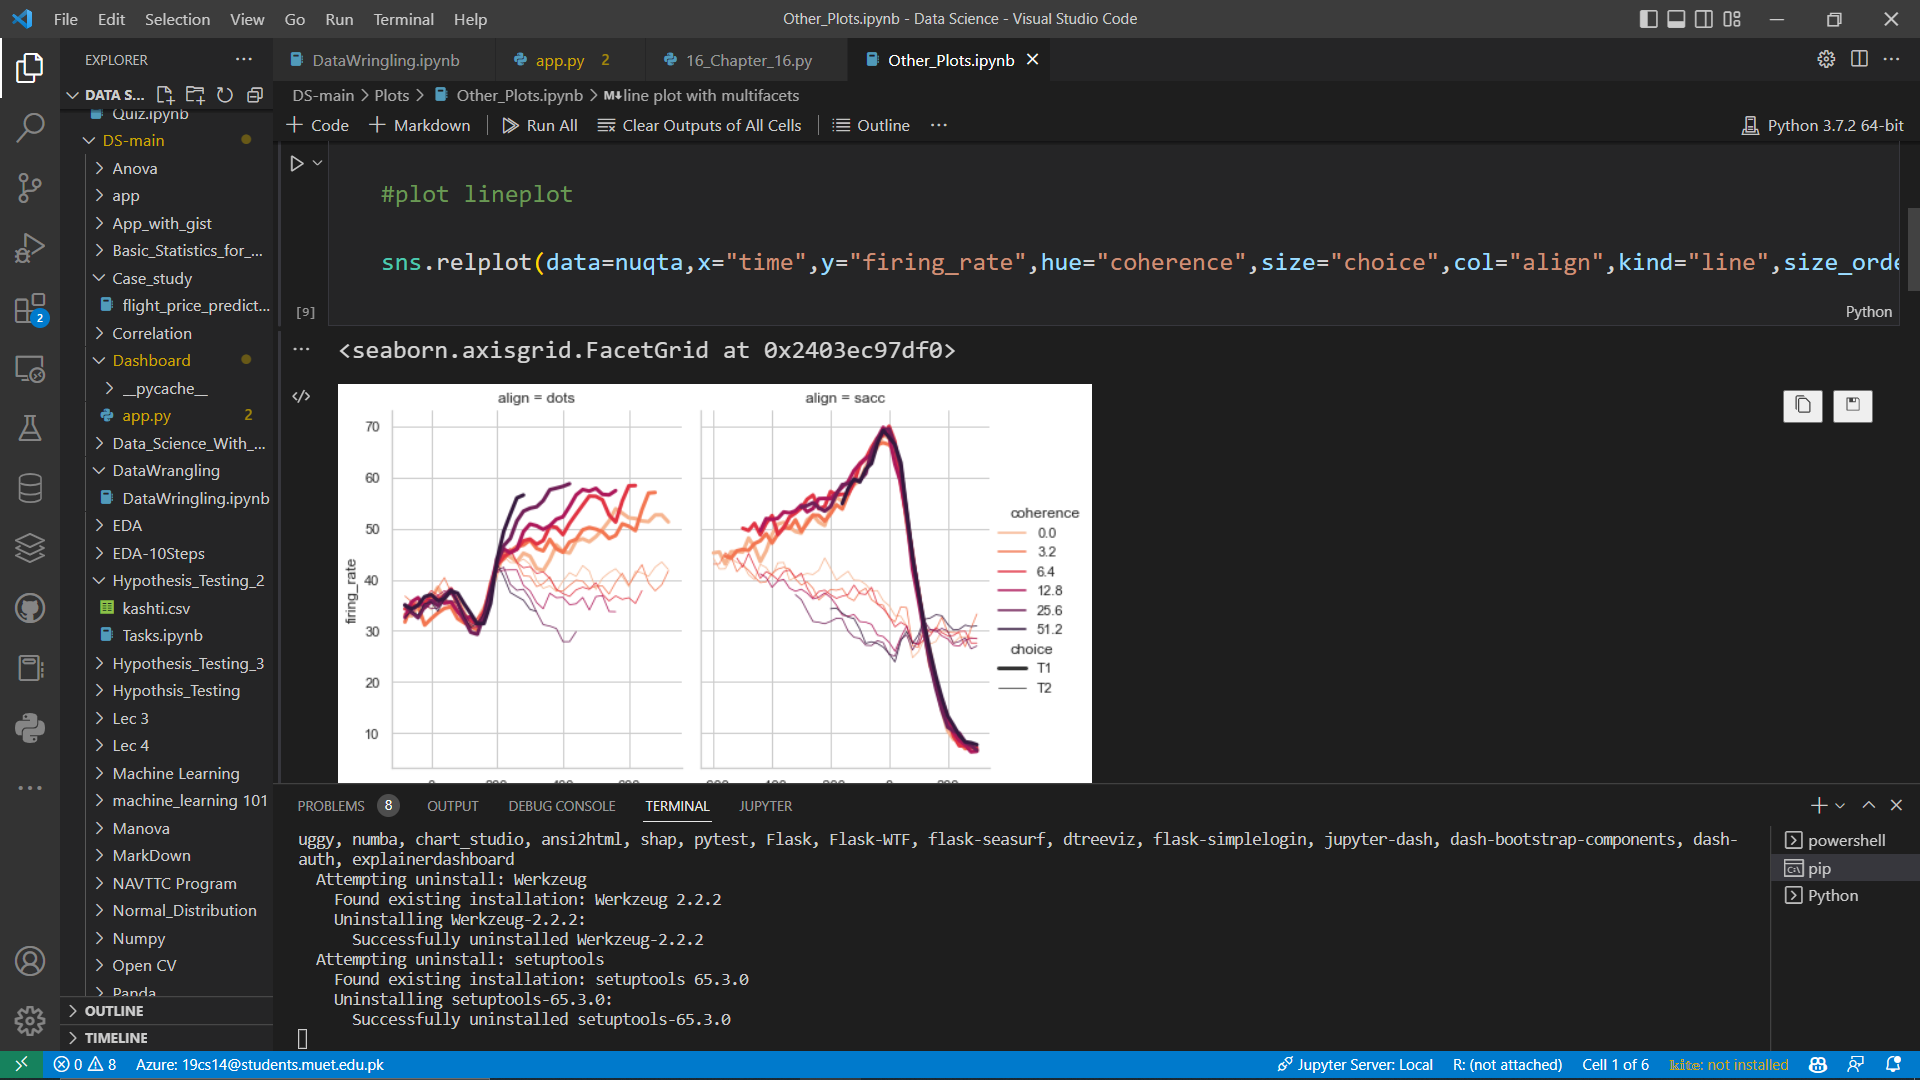 File Edit Selection View Go Run Terminal Help
Other_Plots.ipynb - Data Science - Visual Studio Code
EXPLORER
DataWringling.ipynb
app.py 2
16_Chapter_16.py
Other_Plots.ipynb
DATA S...
DS-main > Plots > Other_Plots.ipynb > M↓line plot with multifacets
Code Markdown Run All Clear Outputs of All Cells Outline ...
Python 3.7.2 64-bit
Quiz.ipynb
DS-main
Anova
app
App_with_gist
Basic_Statistics_for_...
Case_study
flight_price_predict...
Correlation
Dashboard
__pycache__
app.py 2
Data_Science_With_...
DataWrangling
DataWringling.ipynb
EDA
EDA-10Steps
Hypothesis_Testing_2
kashti.csv
Tasks.ipynb
Hypothesis_Testing_3
Hypothsis_Testing
Lec 3
Lec 4
Machine Learning
machine_learning 101
Manova
MarkDown
NAVTTC Program
Normal_Distribution
Numpy
Open CV
Panda
OUTLINE
TIMELINE
2
#plot lineplot
sns.relplot(data=nuqta,x="time",y="firing_rate",hue="coherence",size="choice",col="align",kind="line",size_orde
[9]
Python
<seaborn.axisgrid.FacetGrid at 0x2403ec97df0>
align = dots
align = sacc
70
60
50
40
30
20
10
firing_rate
coherence
0.0
3.2
6.4
12.8
25.6
51.2
choice
T1
T2
PROBLEMS 8 OUTPUT DEBUG CONSOLE TERMINAL JUPYTER
uggy, numba, chart_studio, ansi2html, shap, pytest, Flask, Flask-WTF, flask-seasurf, dtreeviz, flask-simplelogin, jupyter-dash, dash-bootstrap-components, dash-
auth, explainerdashboard
Attempting uninstall: Werkzeug
Found existing installation: Werkzeug 2.2.2
Uninstalling Werkzeug-2.2.2:
Successfully uninstalled Werkzeug-2.2.2
Attempting uninstall: setuptools
Found existing installation: setuptools 65.3.0
Uninstalling setuptools-65.3.0:
Successfully uninstalled setuptools-65.3.0
powershell
pip
Python
0 8 Azure: 19cs14@students.muet.edu.pk
Jupyter Server: Local R: (not attached) Cell 1 of 6 kite: not installed